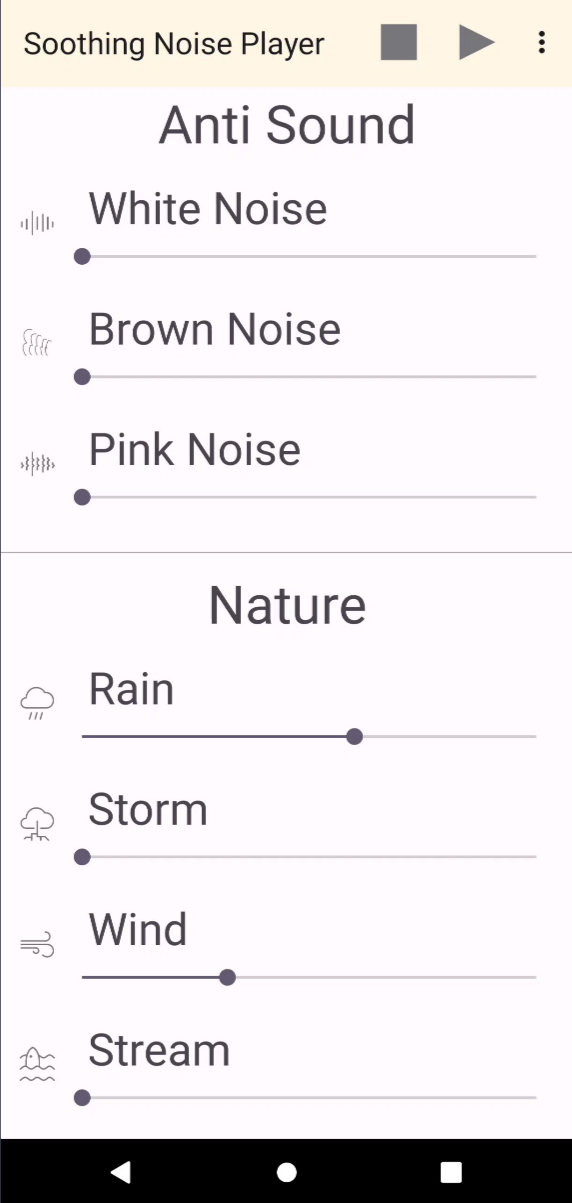 Soothing Noise Player
Anti Sound
White Noise
Brown Noise
Pink Noise
Nature
Rain
Storm
Wind
Stream